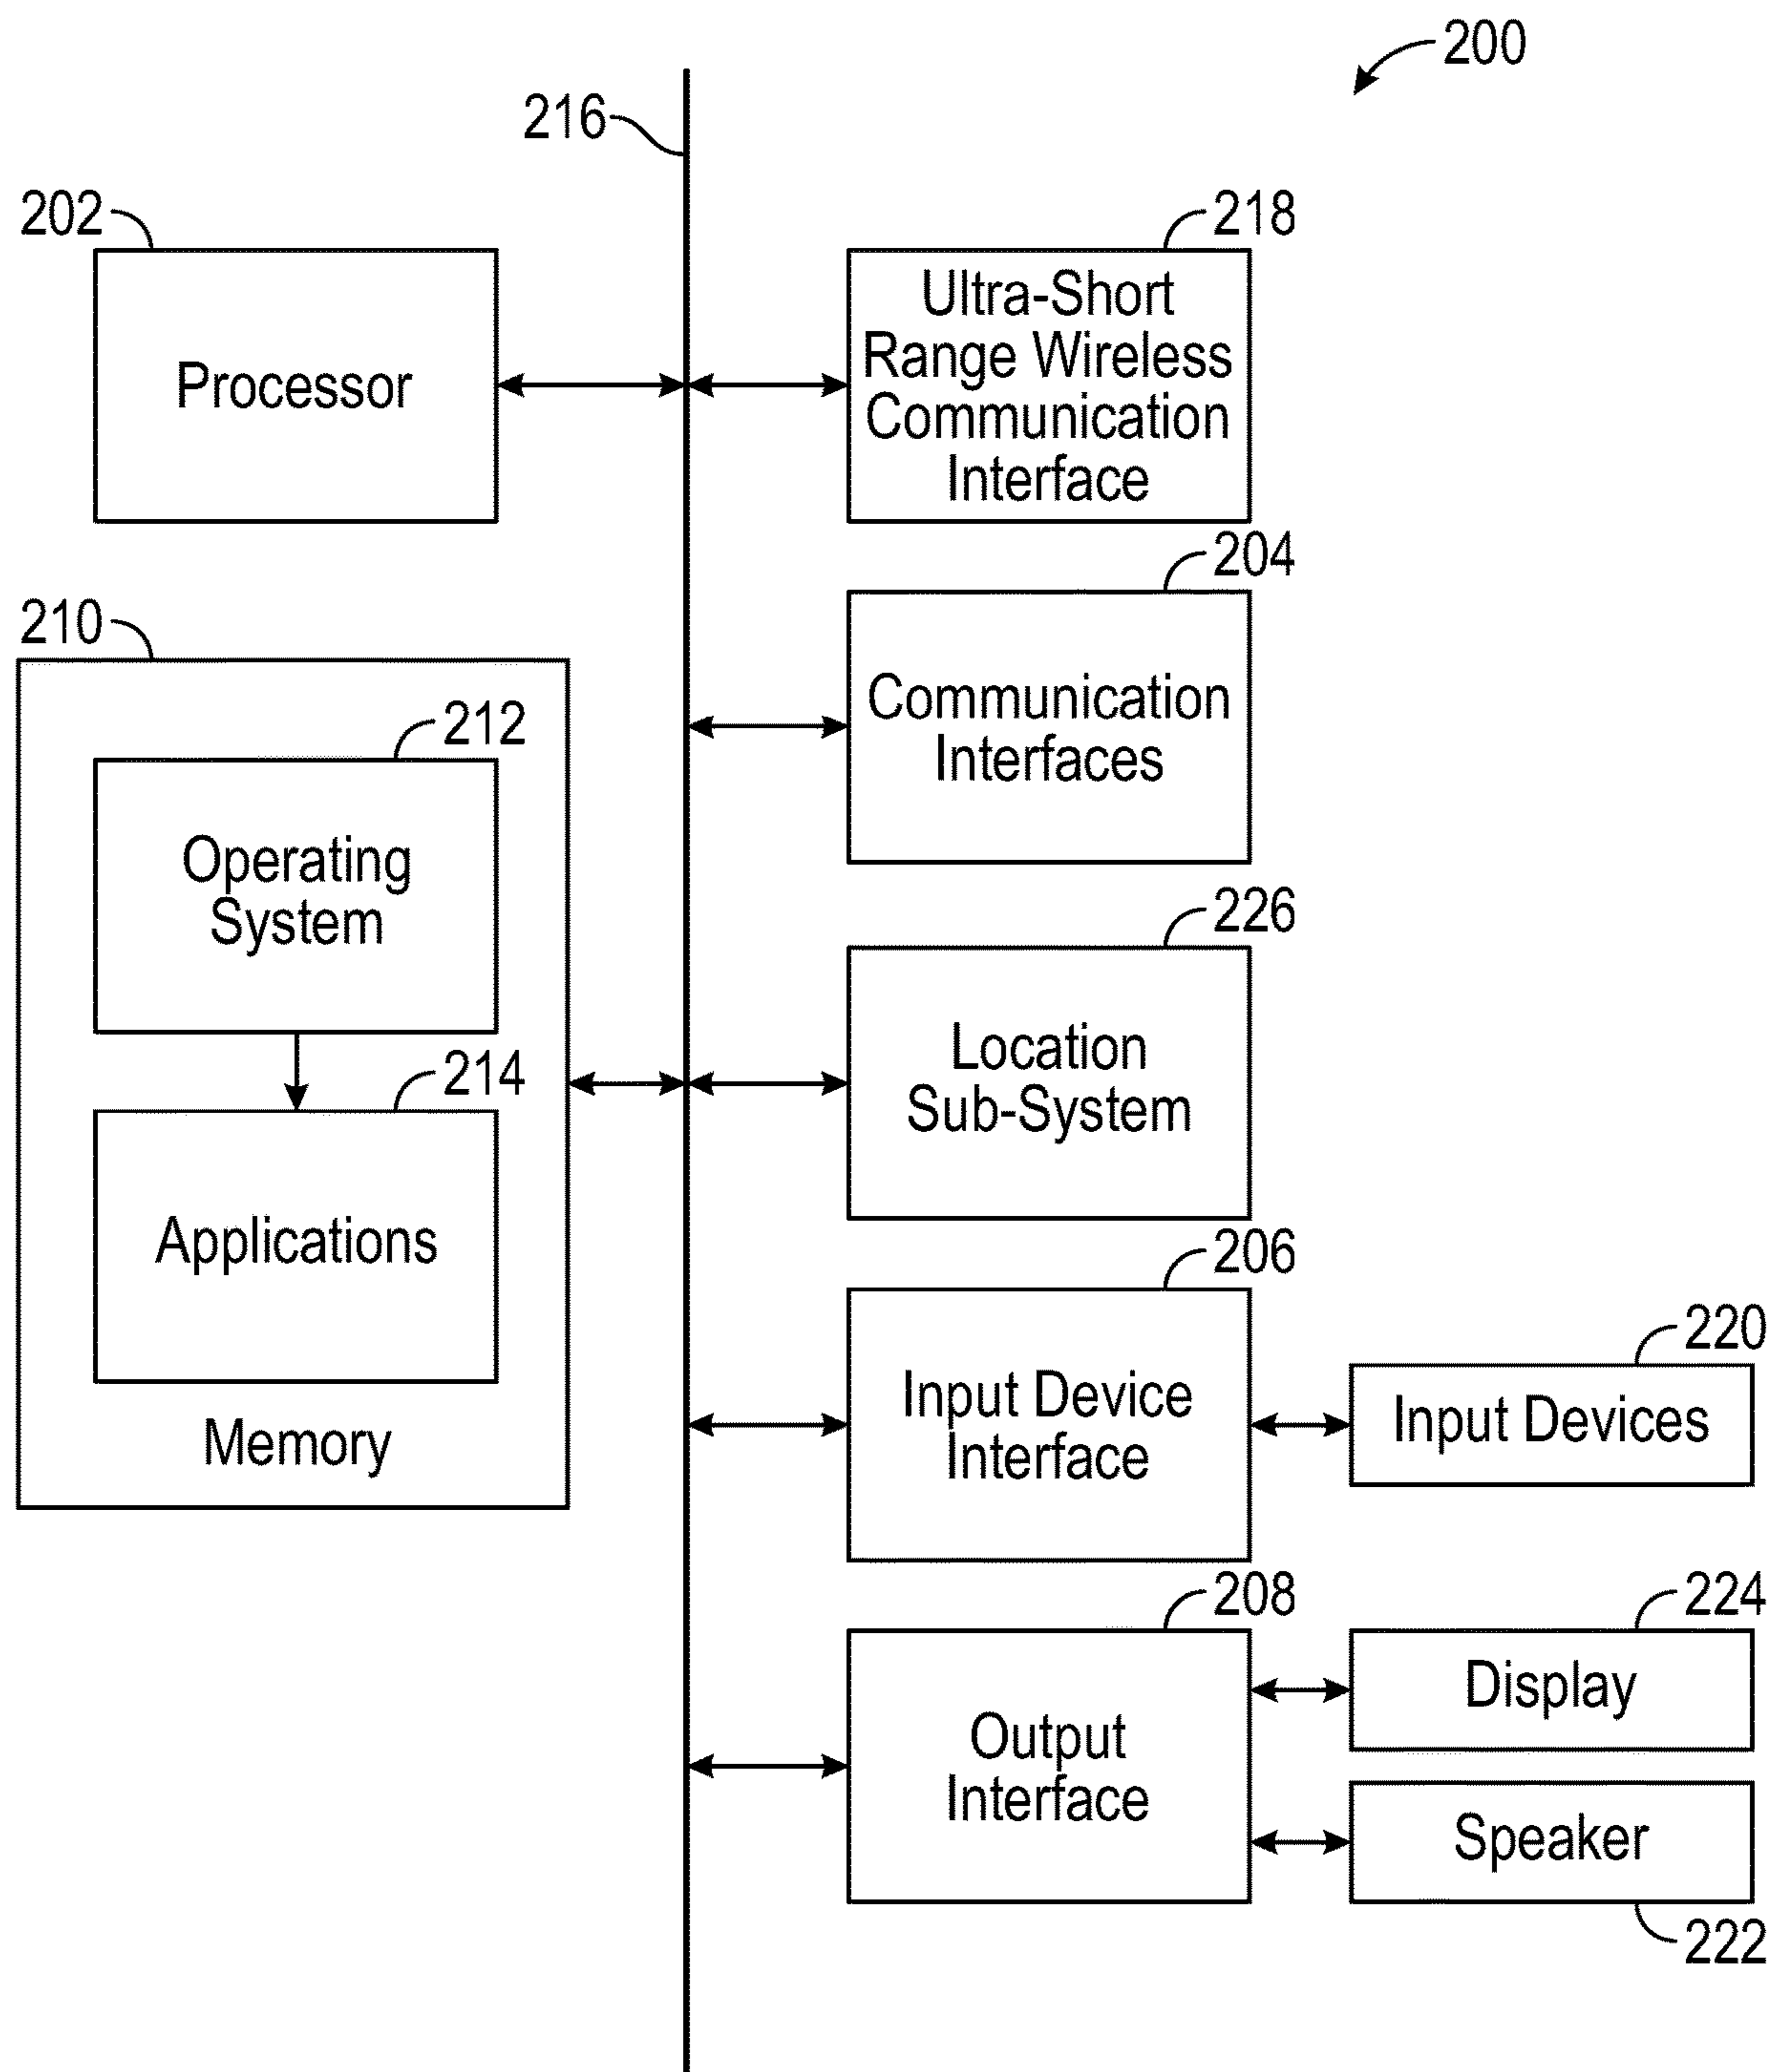 200
216
202
218
Processor
Ultra-Short
Range Wireless
Communication
Interface
204
210
Communication
Interfaces
212
Operating
System
226
Location
Sub-System
214
Applications
Memory
206
Input Device
Interface
220
Input Devices
208
Output
Interface
224
Display
Speaker
222